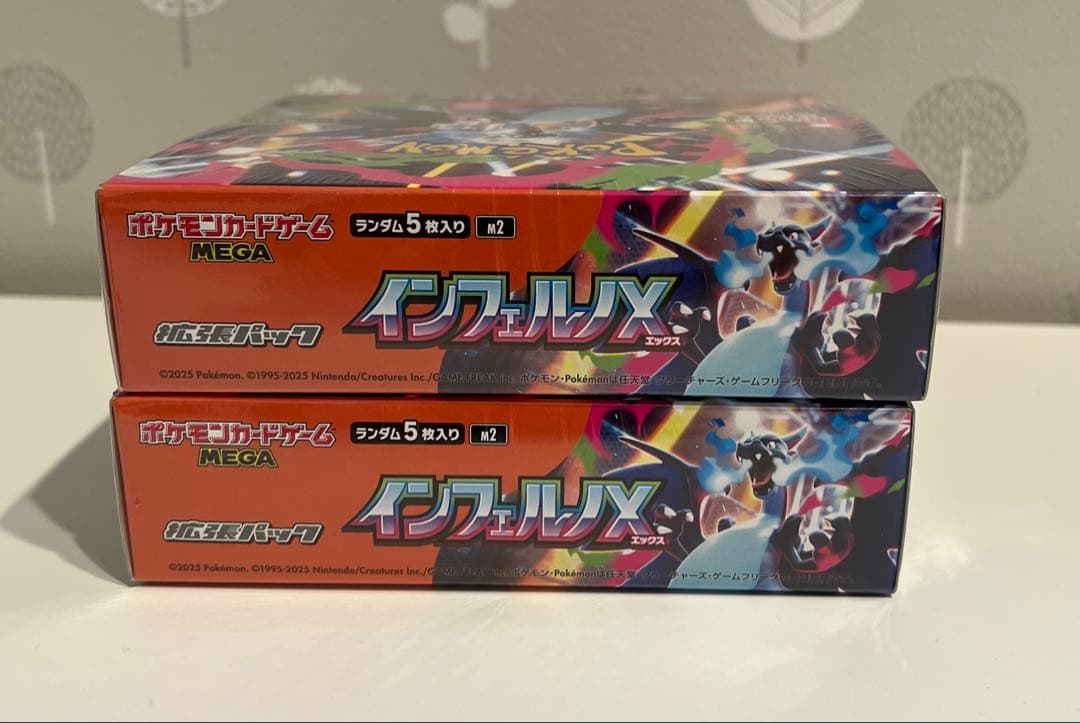 POKÉMON
ポケモンカードゲーム
MEGA
ランダム5枚入り M2
インフェルノX
エックス
拡張パック
©2025 Pokémon. ©1995-2025 Nintendo/Creatures Inc./GAME FREAK inc. ポケモン・Pokémonは任天堂・クリーチャーズ・ゲームフリークの
ポケモンカードゲーム
MEGA
ランダム5枚入り M2
インフェルノX
エックス
拡張パック
©2025 Pokémon. ©1995-2025 Nintendo/Creatures Inc./GAME FREAK inc. ポケモン・Pokémonは任天堂・クリーチャーズ・ゲームフリークの